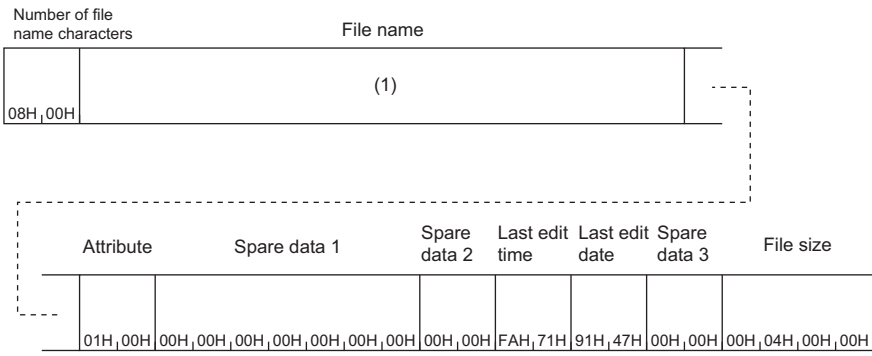 Number of file
name characters
File name
(1)
08H 00H
Attribute
Spare data 1
Spare
data 2
Last edit
time
Last edit
date
Spare
data 3
File size
01H 00H 00H 00H 00H 00H 00H 00H 00H 00H 00H FAH 71H 91H 47H 00H 00H 00H 04H 00H 00H